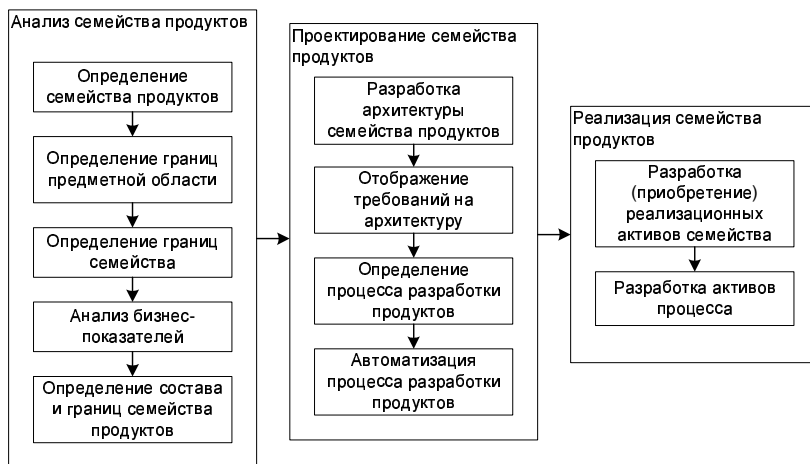 Анализ семейства продуктов
Определение
семейства продуктов
Определение границ
предметной области
Определение границ
семейства
Анализ бизнес-
показателей
Определение состава
и границ семейства
продуктов
Проектирование семейства
продуктов
Разработка
архитектуры
семейства продуктов
Отображение
требований на
архитектуру
Определение
процесса разработки
продуктов
Автоматизация
процесса разработки
продуктов
Реализация семейства
продуктов
Разработка
(приобретение)
реализационных
активов семейства
Разработка активов
процесса